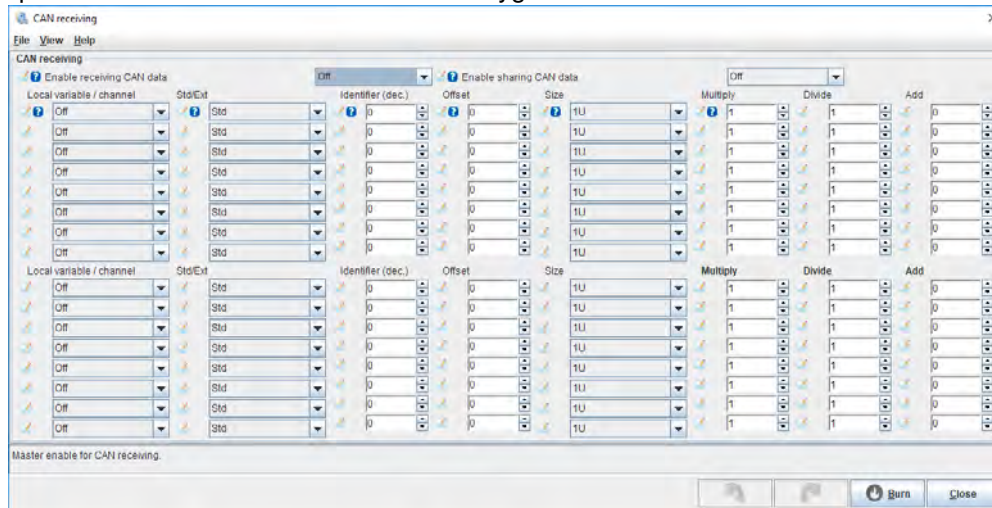 CAN receiving
File View Help
CAN receiving
Enable receiving CAN data Off Enable sharing CAN data Off
Local variable / channel Std/Ext Identifier (dec.) Offset Size Multiply Divide Add
Off Std 0 0 1U 1 1 0
Off Std 0 0 1U 1 1 0
Off Std 0 0 1U 1 1 0
Off Std 0 0 1U 1 1 0
Off Std 0 0 1U 1 1 0
Off Std 0 0 1U 1 1 0
Off Std 0 0 1U 1 1 0
Off Std 0 0 1U 1 1 0
Local variable / channel Std/Ext Identifier (dec.) Offset Size Multiply Divide Add
Off Std 0 0 1U 1 1 0
Off Std 0 0 1U 1 1 0
Off Std 0 0 1U 1 1 0
Off Std 0 0 1U 1 1 0
Off Std 0 0 1U 1 1 0
Off Std 0 0 1U 1 1 0
Off Std 0 0 1U 1 1 0
Off Std 0 0 1U 1 1 0
Master enable for CAN receiving.
Burn Close